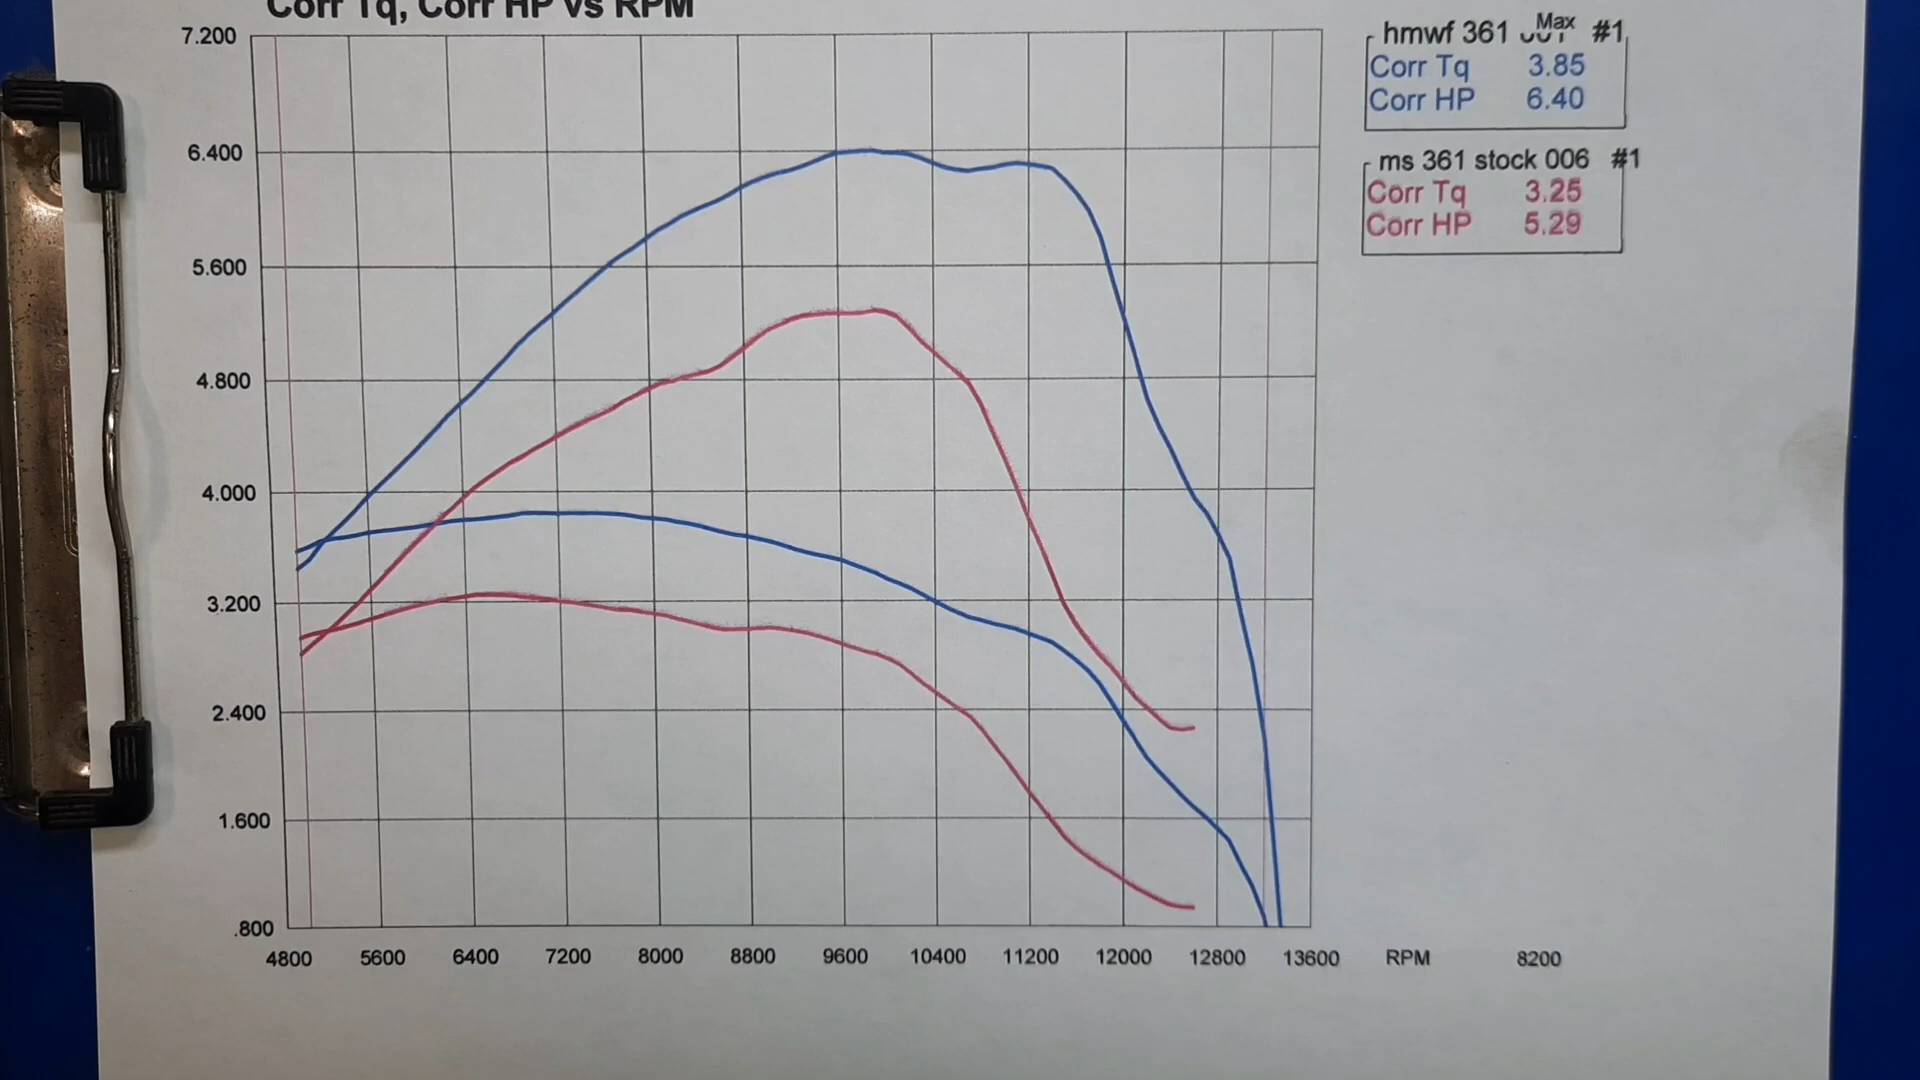 Corr Tq, Corr HP vs RPM
7.200
6.400
5.600
4.800
4.000
3.200
2.400
1.600
.800
4800 5600 6400 7200 8000 8800 9600 10400 11200 12000 12800 13600 RPM 8200
Max
hmwf 361 #1
Corr Tq 3.85
Corr HP 6.40
ms 361 stock 006 #1
Corr Tq 3.25
Corr HP 5.29